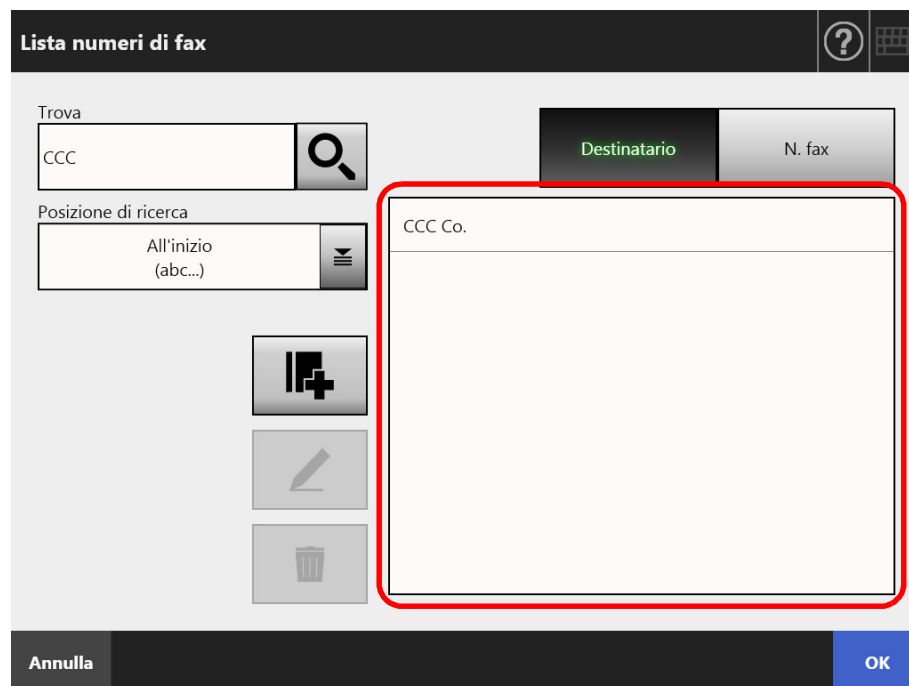 Lista numeri di fax
?
Trova
CCC
Destinatario
N. fax
Posizione di ricerca
All'inizio
(abc...)
CCC Co.
Annulla
OK